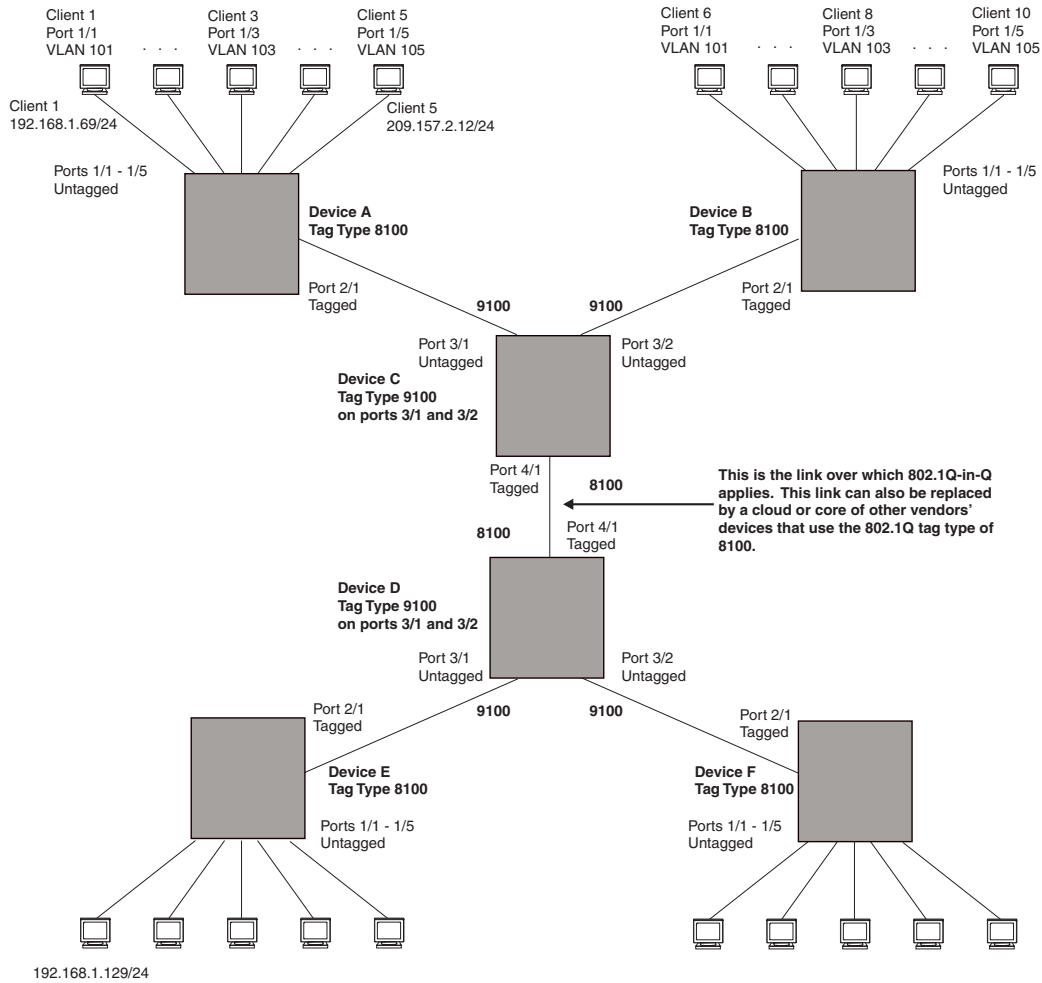 Client 1
Port 1/1
VLAN 101
. . .
Client 3
Port 1/3
VLAN 103
. . .
Client 5
Port 1/5
VLAN 105
Client 6
Port 1/1
VLAN 101
. . .
Client 8
Port 1/3
VLAN 103
. . .
Client 10
Port 1/5
VLAN 105
Client 1
192.168.1.69/24
Client 5
209.157.2.12/24
Ports 1/1 - 1/5
Untagged
Ports 1/1 - 1/5
Untagged
Device A
Tag Type 8100
Device B
Tag Type 8100
Port 2/1
Tagged
9100
9100
Port 2/1
Tagged
Port 3/1
Untagged
Port 3/2
Untagged
Device C
Tag Type 9100
on ports 3/1 and 3/2
Port 4/1
Tagged
8100
This is the link over which 802.1Q-in-Q
applies. This link can also be replaced
by a cloud or core of other vendors'
devices that use the 802.1Q tag type of
8100.
8100
Port 4/1
Tagged
Device D
Tag Type 9100
on ports 3/1 and 3/2
Port 3/1
Untagged
Port 3/2
Untagged
Port 2/1
Tagged
9100
9100
Port 2/1
Tagged
Device E
Tag Type 8100
Device F
Tag Type 8100
Ports 1/1 - 1/5
Untagged
Ports 1/1 - 1/5
Untagged
192.168.1.129/24